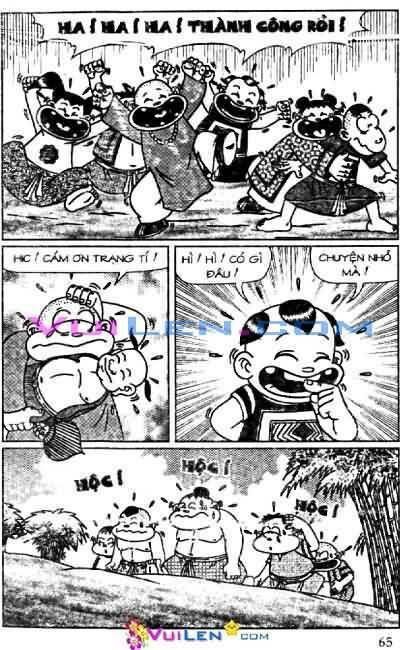 HA! HA! HA! THÀNH CÔNG RỒI!
HIC! CẢM ƠN TRẠNG TÍ!
HÌ! HÌ! CÓ GÌ
ĐÂU!
CHUYỆN NHỎ
MÀ!
VUILEN.COM
HỘC!
HỘC!
HỘC!
VUILEN.COM
65